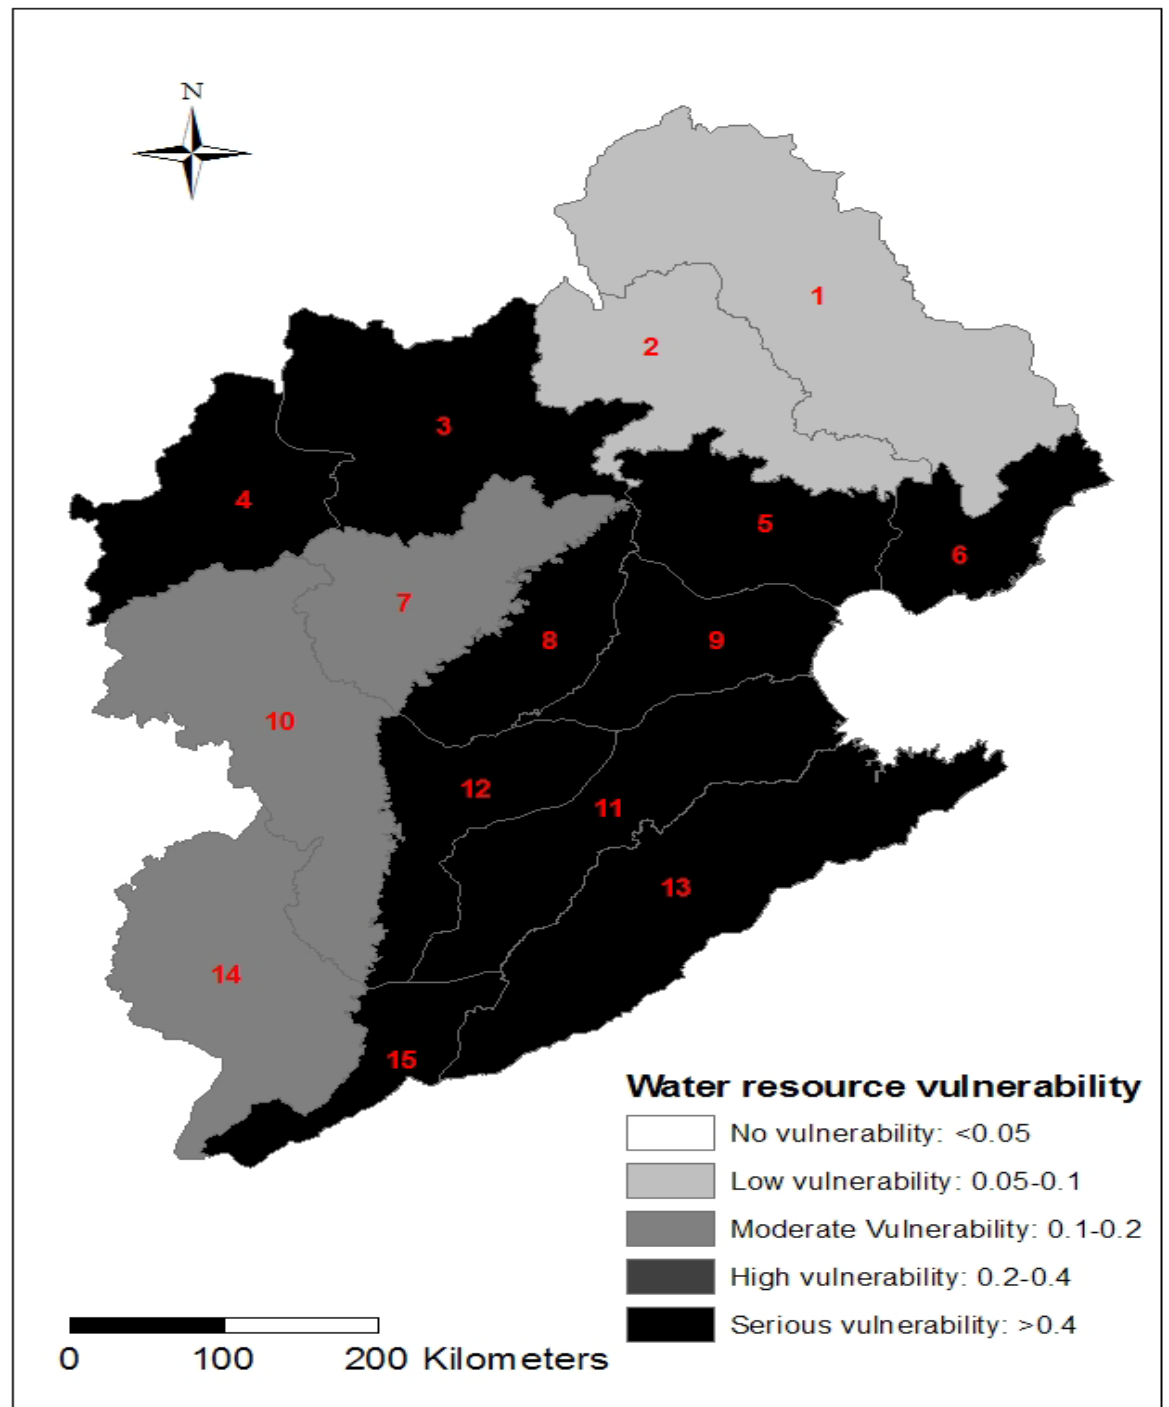 N
1
2
3
4
5
6
7
8
9
10
12
11
13
14
15
Water resource vulnerability
No vulnerability: <0.05
Low vulnerability: 0.05-0.1
Moderate Vulnerability: 0.1-0.2
High vulnerability: 0.2-0.4
Serious vulnerability: >0.4
0 100 200 Kilometers